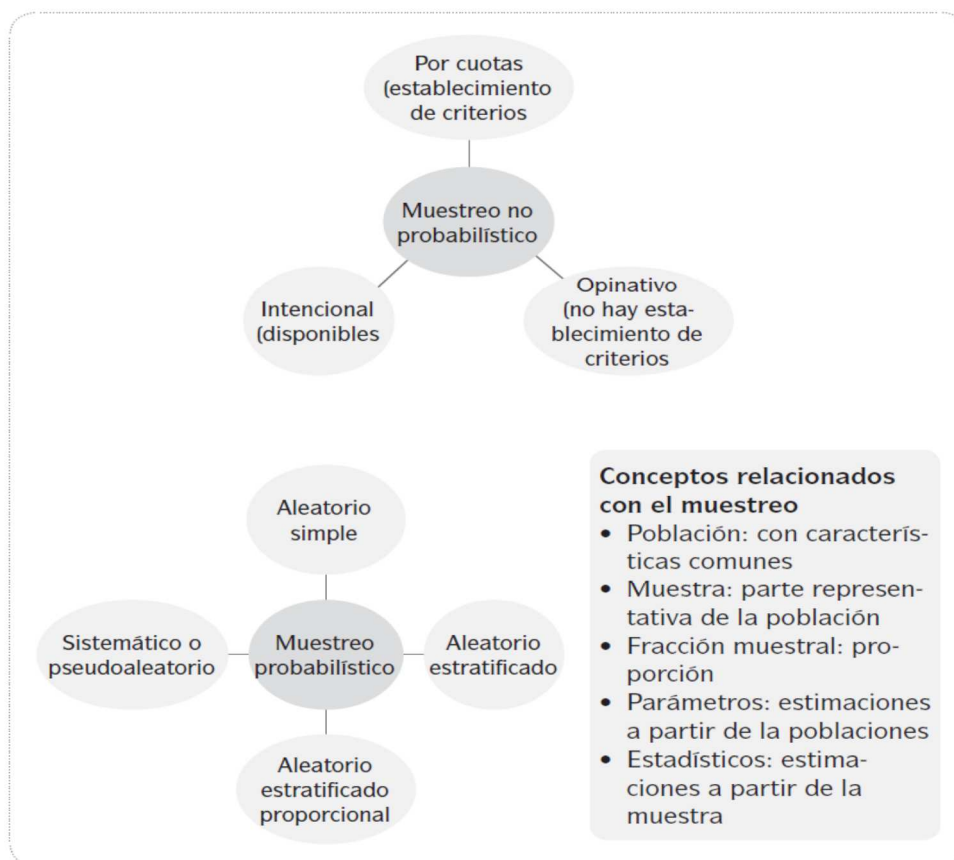 Por cuotas
(establecimiento
de criterios
Muestreo no
probabilístico
Intencional
(disponibles
Opinativo
(no hay esta-
blecimiento de
criterios
Aleatorio
simple
Sistemático o
pseudoaleatorio
Muestreo
probabilístico
Aleatorio
estratificado
Aleatorio
estratificado
proporcional
Conceptos relacionados
con el muestreo
• Población: con caracterís-
ticas comunes
• Muestra: parte represen-
tativa de la población
• Fracción muestral: pro-
porción
• Parámetros: estimaciones
a partir de la poblaciones
• Estadísticos: estima-
ciones a partir de la
muestra